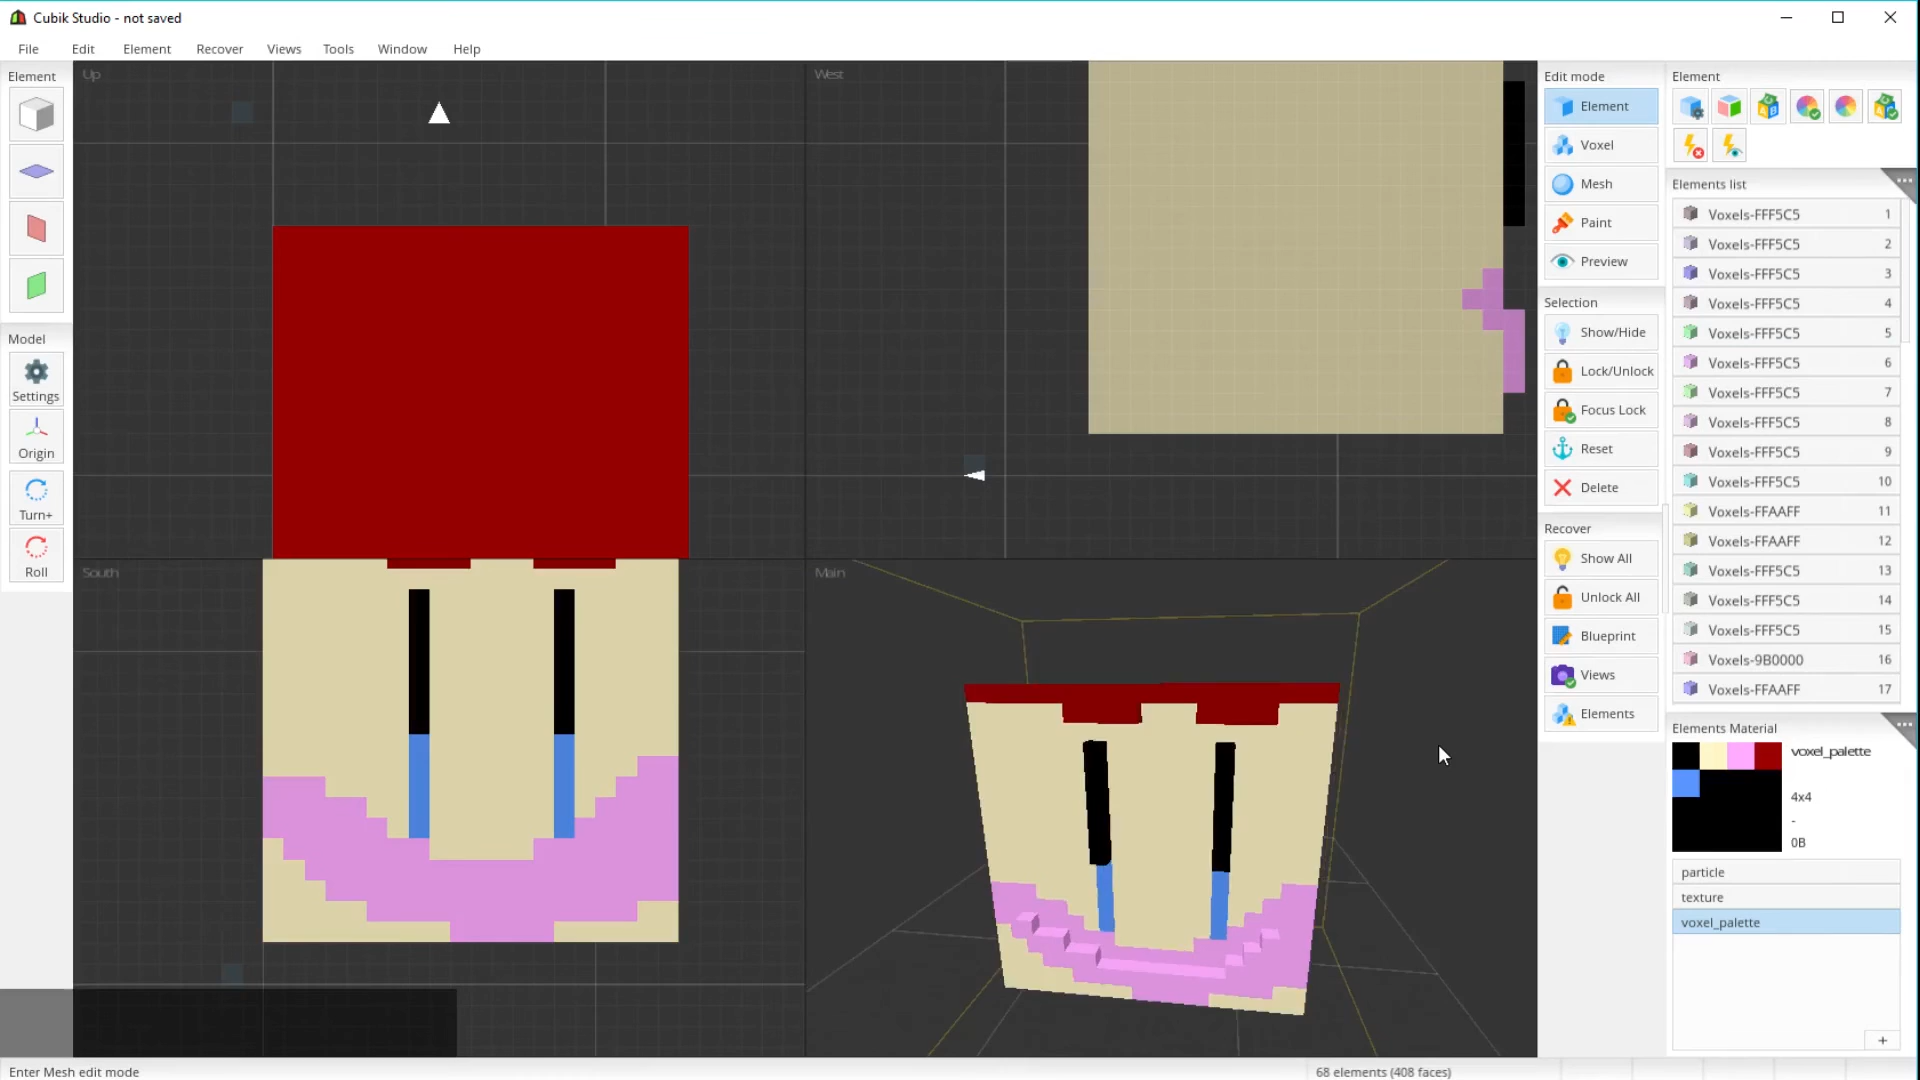 Cubik Studio - not saved
File Edit Element Recover Views Tools Window Help
Element
Model
Settings
Origin
Turn+
Roll
Up
West
South
Main
Edit mode
Element
Voxel
Mesh
Paint
Preview
Selection
Show/Hide
Lock/Unlock
Focus Lock
Reset
Delete
Recover
Show All
Unlock All
Blueprint
Views
Elements
Element
Elements list
Voxels-FFF5C5 1
Voxels-FFF5C5 2
Voxels-FFF5C5 3
Voxels-FFF5C5 4
Voxels-FFF5C5 5
Voxels-FFF5C5 6
Voxels-FFF5C5 7
Voxels-FFF5C5 8
Voxels-FFF5C5 9
Voxels-FFF5C5 10
Voxels-FFAAFF 11
Voxels-FFAAFF 12
Voxels-FFF5C5 13
Voxels-FFF5C5 14
Voxels-FFF5C5 15
Voxels-9B0000 16
Voxels-FFAAFF 17
Elements Material
voxel_palette
4x4
-
0B
particle
texture
voxel_palette
+
Enter Mesh edit mode
68 elements (408 faces)